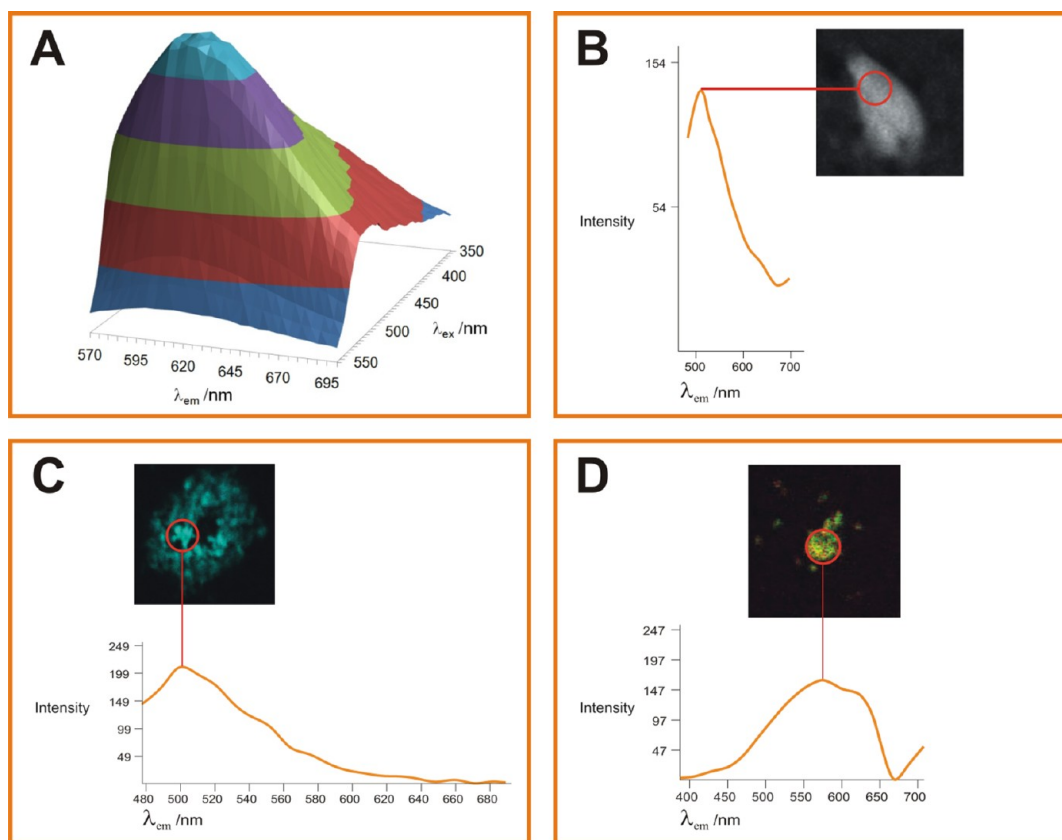 A
350
400
450
500
550
λex /nm
570 595 620 645 670 695
λem /nm
B
154
54
Intensity
500 600 700
λem /nm
C
249
199
149
99
49
Intensity
480 500 520 540 560 580 600 620 640 660 680
λem /nm
D
247
197
147
97
47
Intensity
400 450 500 550 600 650 700
λem /nm